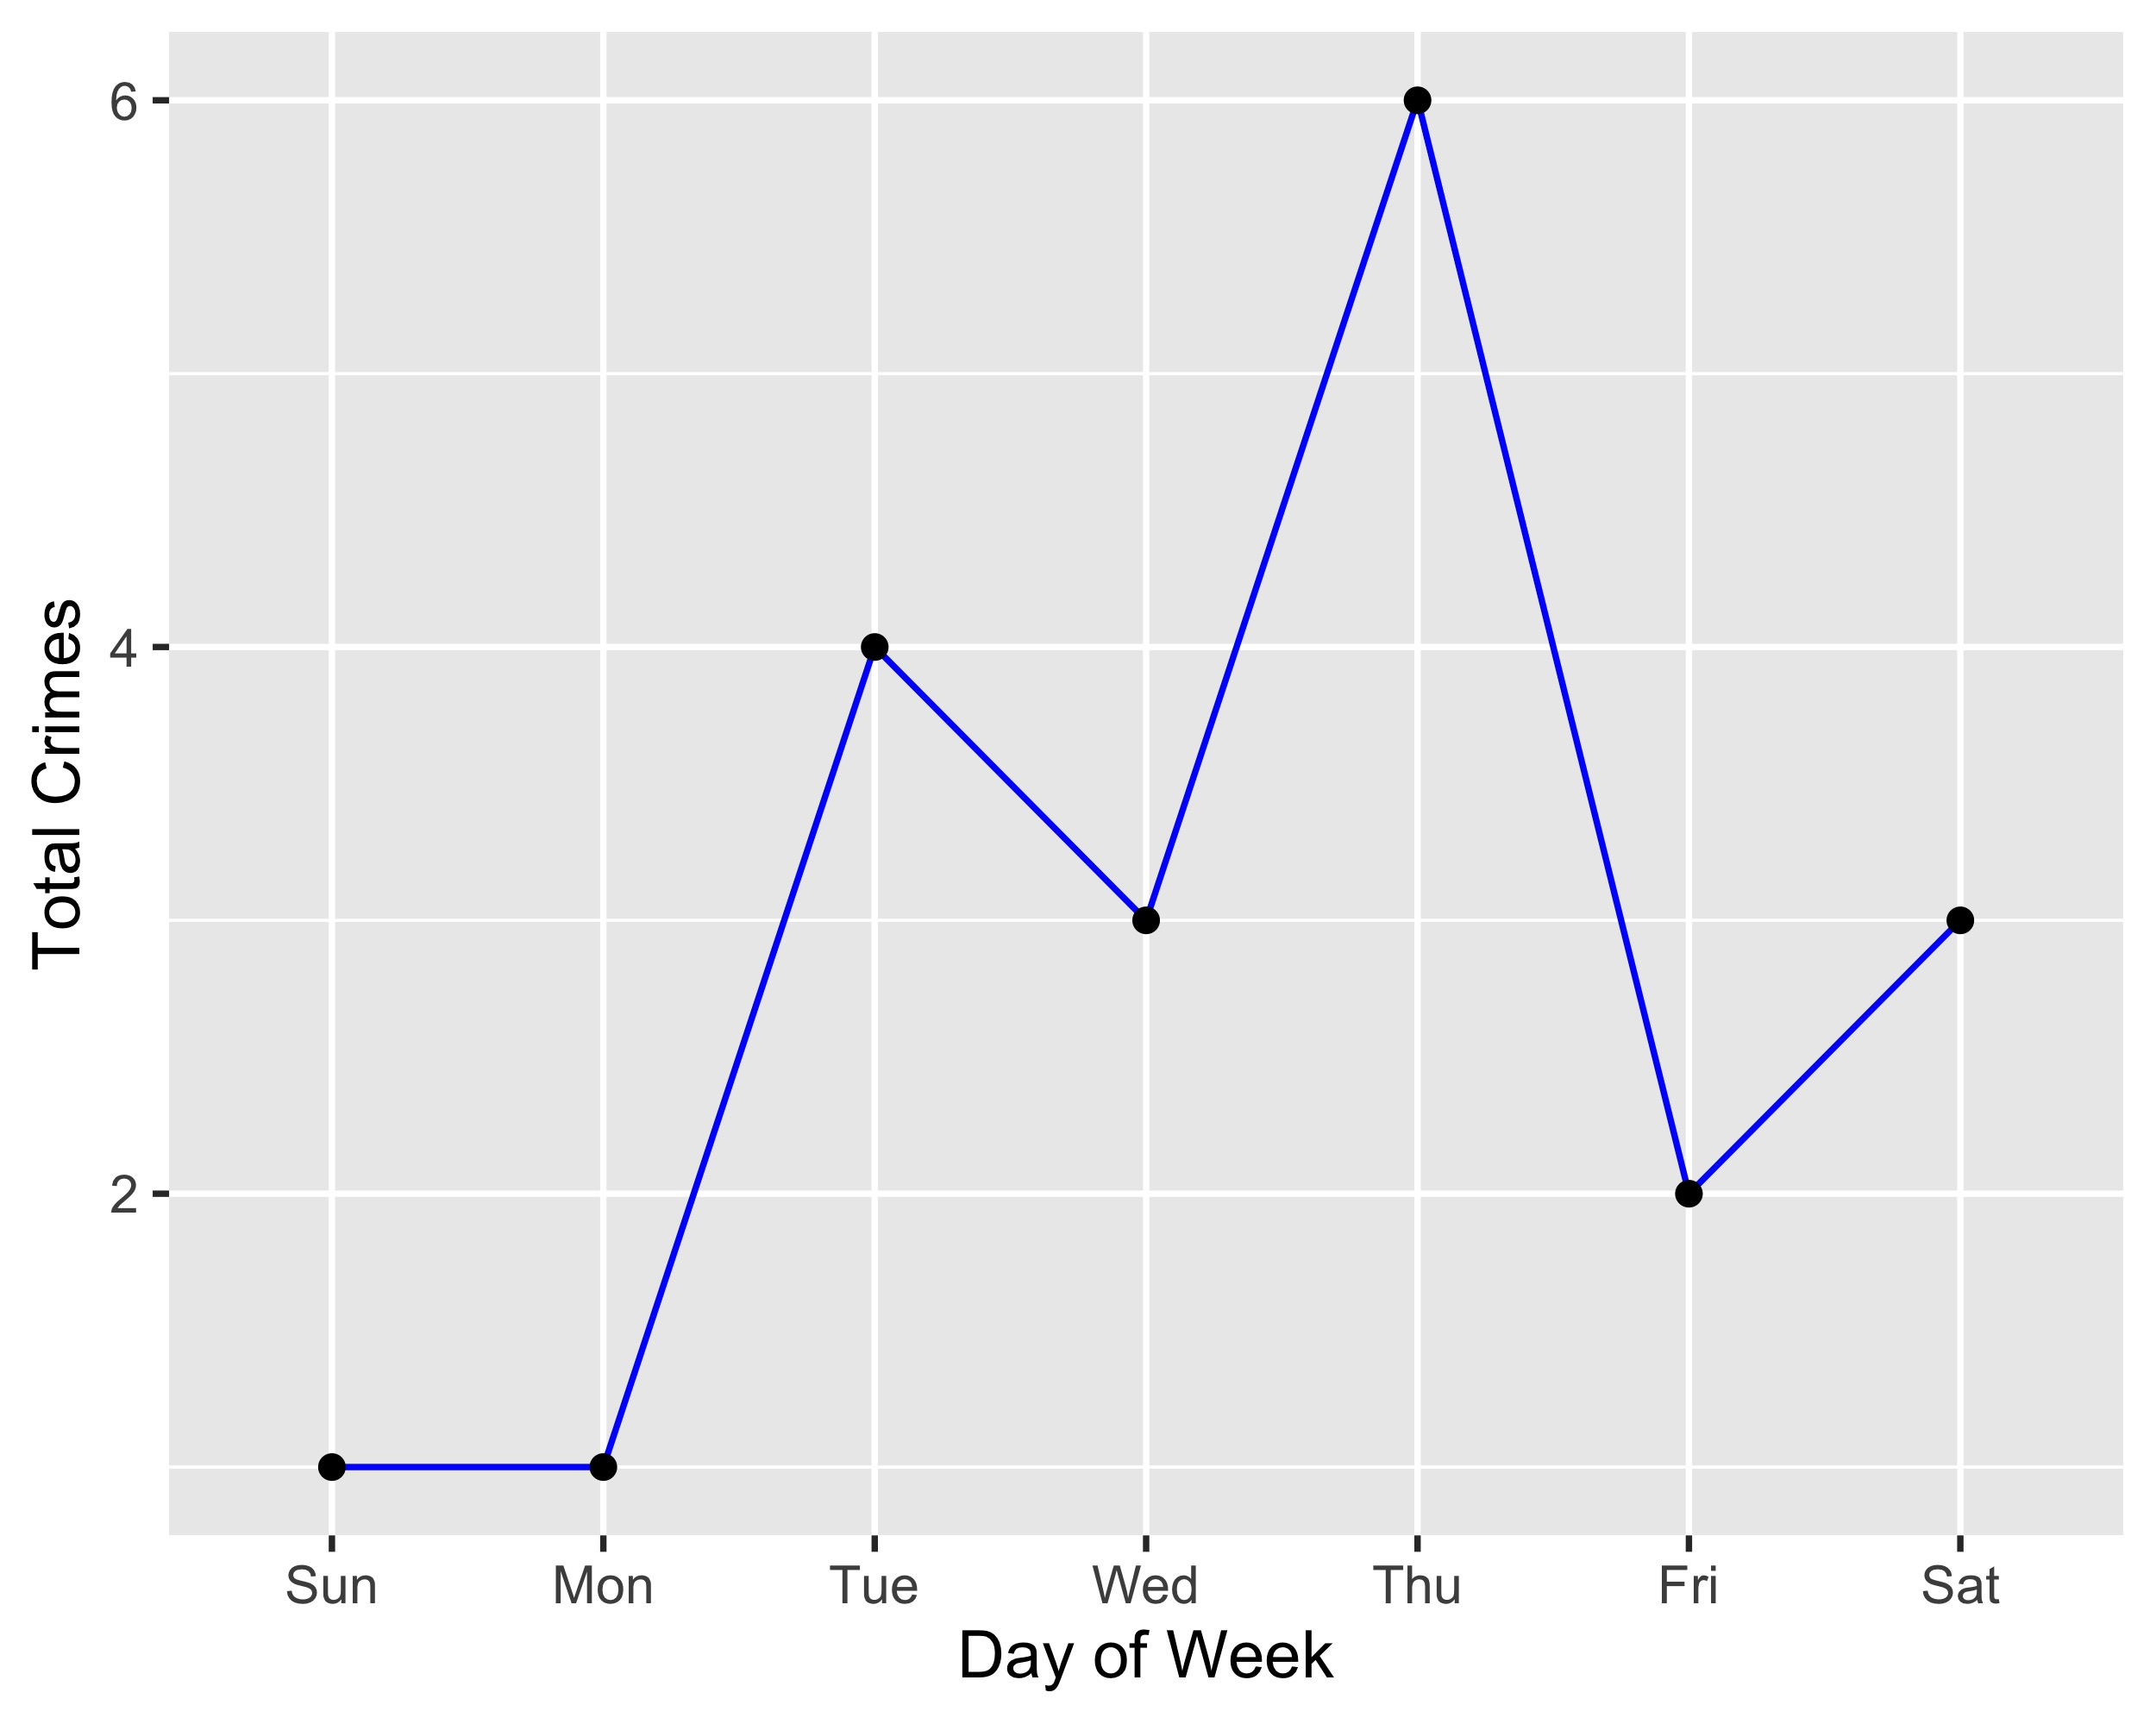 6
4
2
Total Crimes
Sun Mon Tue Wed Thu Fri Sat
Day of Week